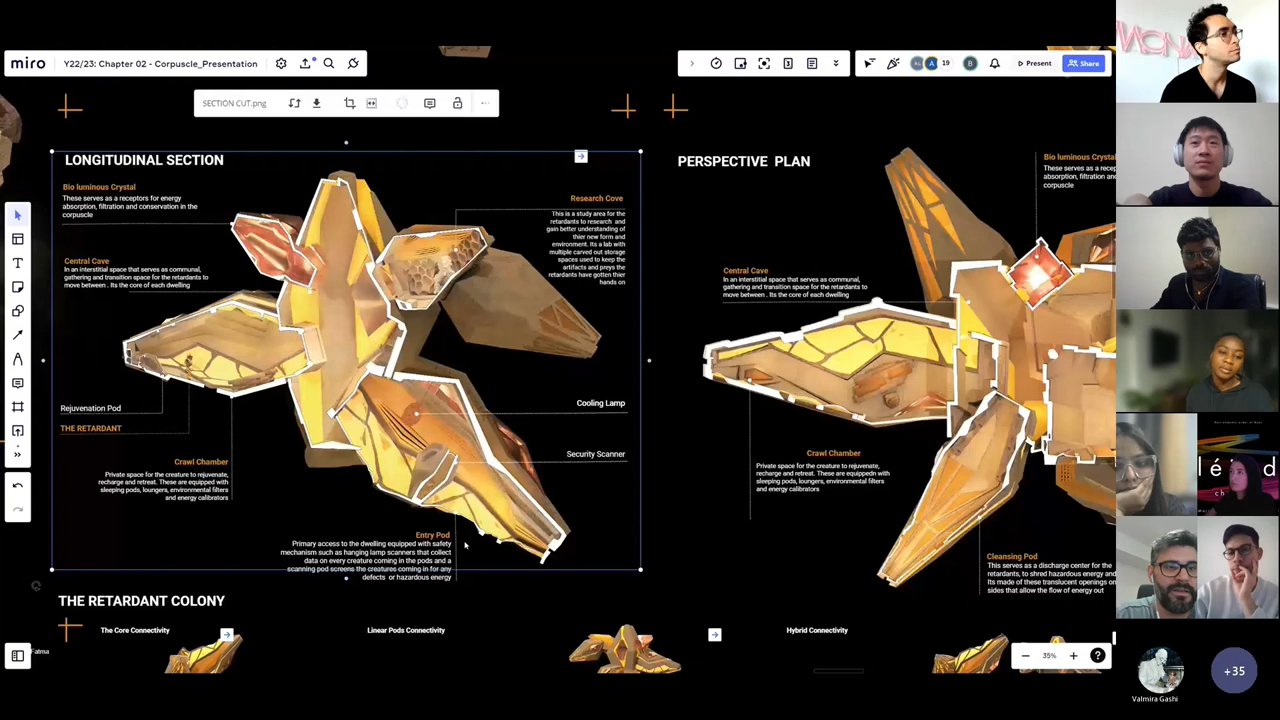 miro
Y22/23: Chapter 02 - Corpuscle_Presentation
19
B
Present
Share
SECTION CUT.png
LONGITUDINAL SECTION
Bio luminous Crystal
These serves as a receptors for energy
absorption, filtration and conservation in the
corpuscle
Central Cave
In an interstitial space that serves as communal,
gathering and transition space for the retardants to
move between . Its the core of each dwelling
Research Cove
This is a study area for the
retardants to research and
gain better understanding of
thier new form and
environment. Its a lab with
multiple carved out storage
spaces used to keep the
artifacts and preys the
retardants have gotten thier
hands on
Rejuvenation Pod
THE RETARDANT
Crawl Chamber
Private space for the creature to rejuvenate,
recharge and retreat. These are equipped with
sleeping pods, loungers, environmental filters
and energy calibrators
Cooling Lamp
Security Scanner
Entry Pod
Primary access to the dwelling equipped with safety
mechanism such as hanging lamp scanners that collect
data on every creature coming in the pods and a
scanning pod screens the creatures coming in for any
defects or hazardous energy
PERSPECTIVE PLAN
Bio luminous Crystal
These serves as a recep
absorption, filtration an
corpuscle
Central Cave
In an interstitial space that serves as communal,
gathering and transition space for the retardants to
move between . Its the core of each dwelling
Crawl Chamber
Private space for the creature to rejuvenate,
recharge and retreat. These are equippedn with
sleeping pods, loungers, environmental filters
and energy calibrators
Cleansing Pod
This serves as a discharge center for the
retardants, to shred hazardous energy and
Its made of these translucent openings on
sides that allow the flow of energy out
THE RETARDANT COLONY
The Core Connectivity
Linear Pods Connectivity
Hybrid Connectivity
Fatma
35%
Valmira Gashi
+35